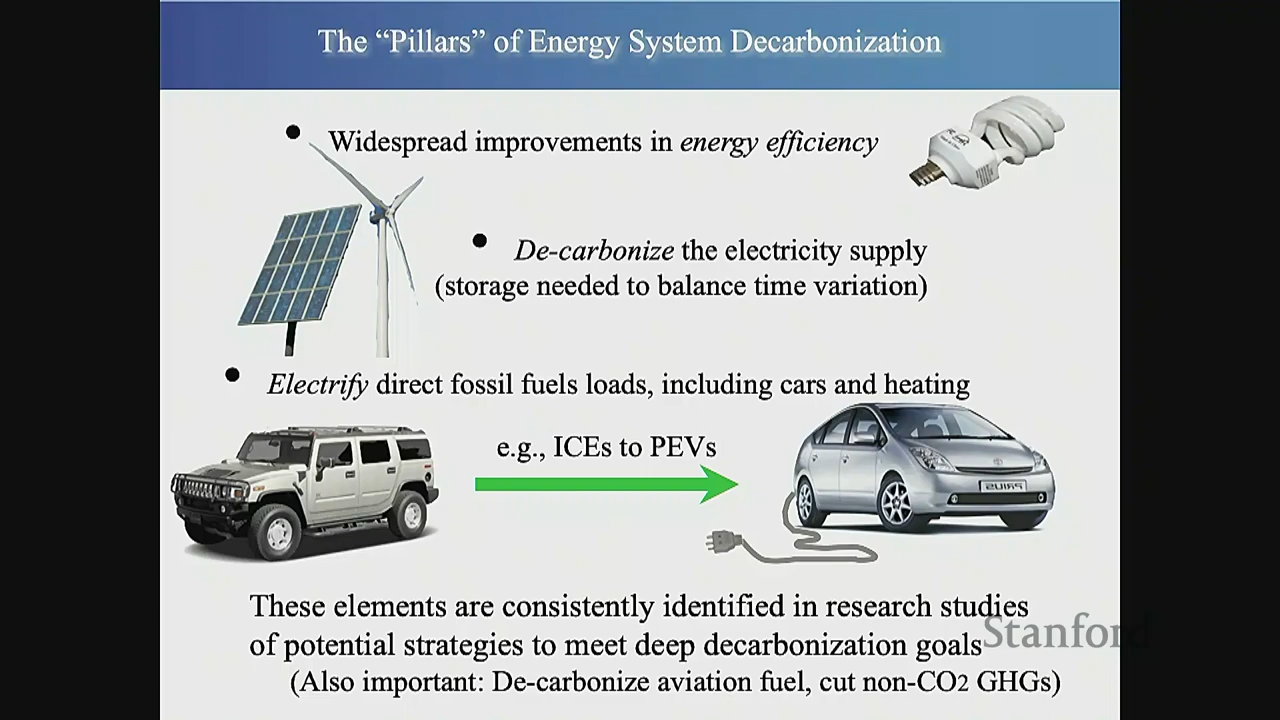 The “Pillars” of Energy System Decarbonization
• Widespread improvements in energy efficiency
• De-carbonize the electricity supply
(storage needed to balance time variation)
• Electrify direct fossil fuels loads, including cars and heating
e.g., ICEs to PEVs
PRIUS
These elements are consistently identified in research studies
of potential strategies to meet deep decarbonization goals
Stanford
(Also important: De-carbonize aviation fuel, cut non-CO2 GHGs)